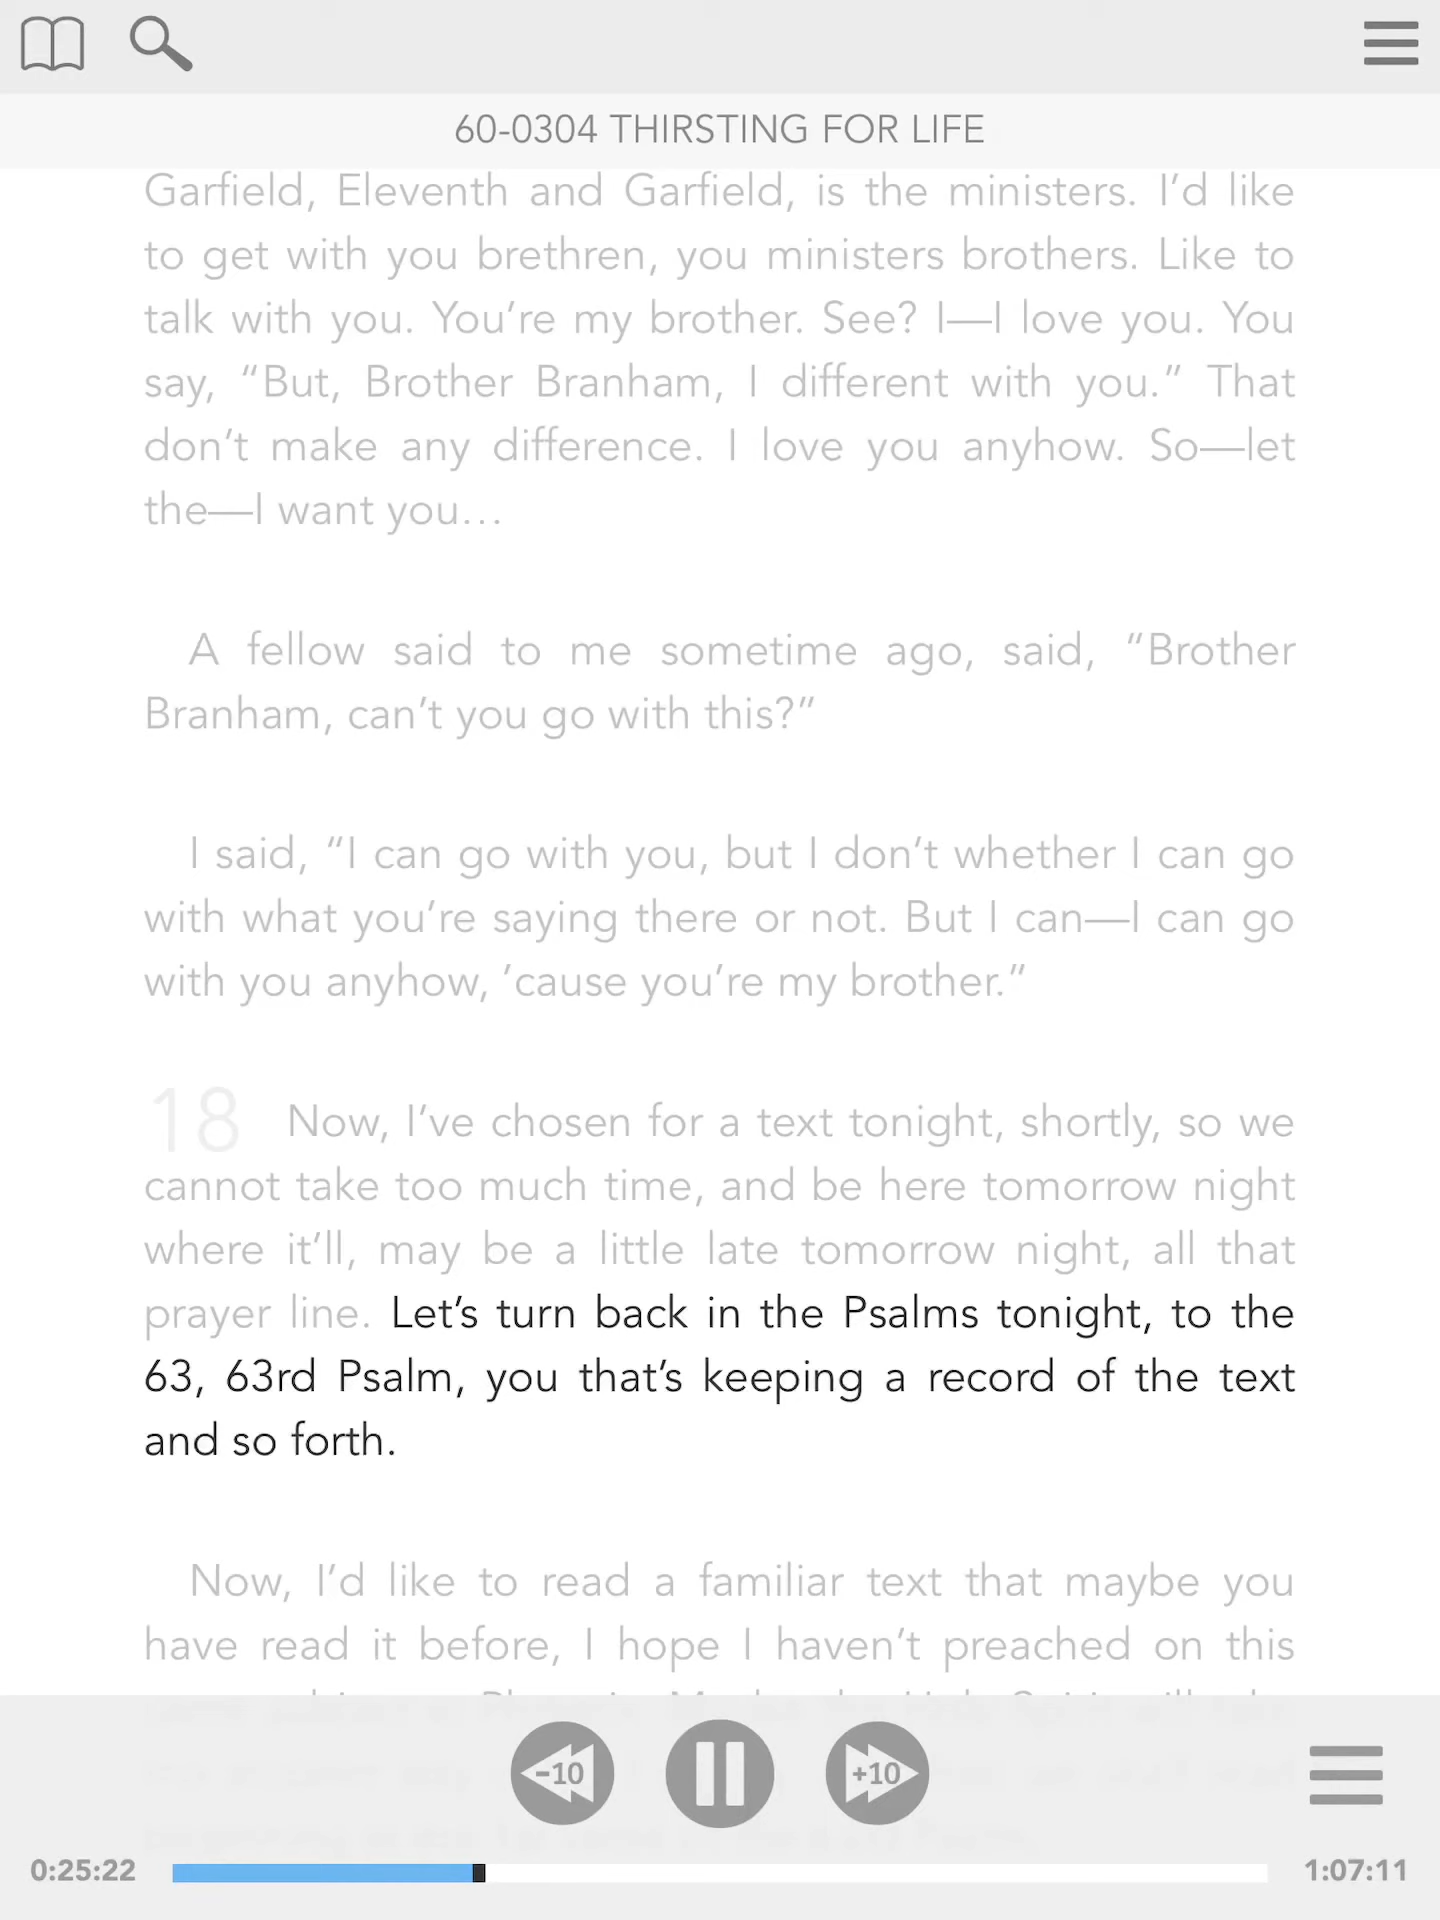 60-0304 THIRSTING FOR LIFE
Garfield, Eleventh and Garfield, is the ministers. I’d like
to get with you brethren, you ministers brothers. Like to
talk with you. You’re my brother. See? I—I love you. You
say, “But, Brother Branham, I different with you.” That
don’t make any difference. I love you anyhow. So—let
the—I want you…
A fellow said to me sometime ago, said, “Brother
Branham, can’t you go with this?”
I said, “I can go with you, but I don’t whether I can go
with what you’re saying there or not. But I can—I can go
with you anyhow, ’cause you’re my brother.”
18 Now, I’ve chosen for a text tonight, shortly, so we
cannot take too much time, and be here tomorrow night
where it’ll, may be a little late tomorrow night, all that
prayer line. Let’s turn back in the Psalms tonight, to the
63, 63rd Psalm, you that’s keeping a record of the text
and so forth.
Now, I’d like to read a familiar text that maybe you
have read it before, I hope I haven’t preached on this
-10 +10
0:25:22 1:07:11